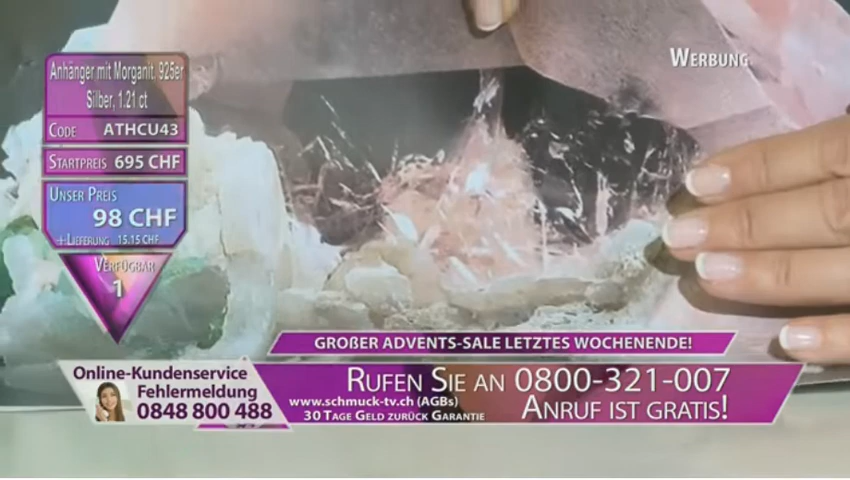 Anhänger mit Morganit. 925er
Silber, 1.21 ct
CODE ATHCU43
STARTPREIS 695 CHF
UNSER PREIS
98 CHF
+LIEFERUNG 15.15 CHF
VERFÜGBAR
1
WERBUNG
GROßER ADVENTS-SALE LETZTES WOCHENENDE!
Online-Kundenservice
Fehlermeldung
0848 800 488
RUFEN SIE AN 0800-321-007
www.schmuck-tv.ch (AGBs)
30 TAGE GELD ZURÜCK GARANTIE
ANRUF IST GRATIS!